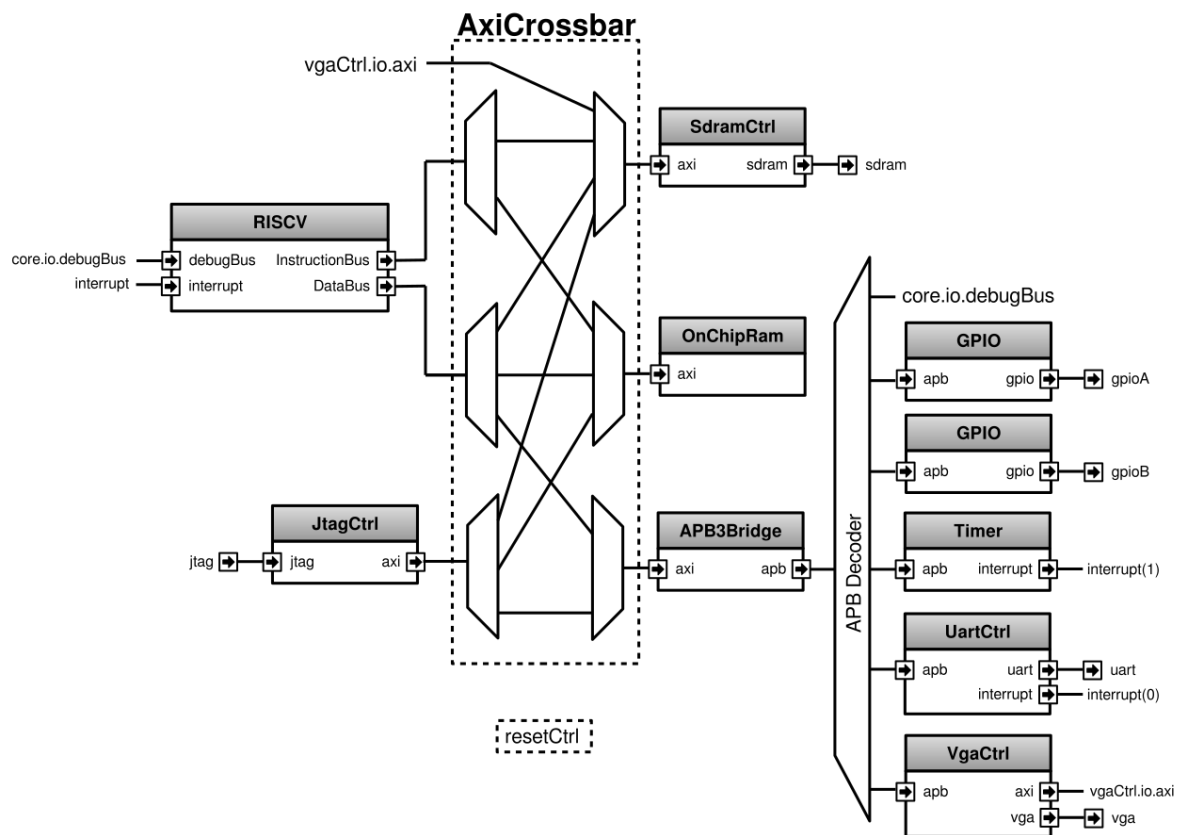 AxiCrossbar
vgaCtrl.io.axi
SdramCtrl
axi
sdram
sdram
RISCV
core.io.debugBus
debugBus
InstructionBus
interrupt
interrupt
DataBus
core.io.debugBus
OnChipRam
axi
GPIO
apb
gpio
gpioA
GPIO
apb
gpio
gpioB
JtagCtrl
jtag
jtag
axi
APB3Bridge
axi
apb
APB Decoder
Timer
apb
interrupt
interrupt(1)
UartCtrl
apb
uart
uart
interrupt
interrupt(0)
resetCtrl
VgaCtrl
apb
axi
vgaCtrl.io.axi
vga
vga